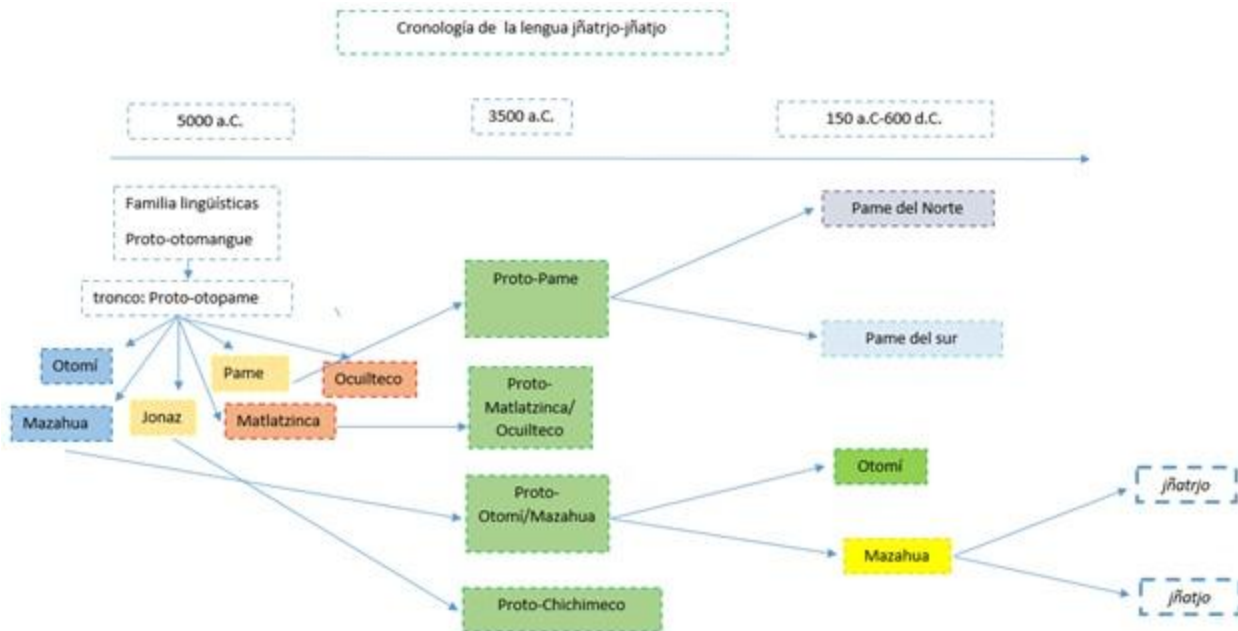 Cronología de la lengua jñatrjo-jñatjo
5000 a.C.
3500 a.C.
150 a.C-600 d.C.
Familia lingüísticas
Proto-otomangue
tronco: Proto-otopame
Otomí
Mazahua
Jonaz
Pame
Matlatzinca
Ocuilteco
Proto-Pame
Proto-
Matlatzinca/
Ocuilteco
Proto-
Otomí/Mazahua
Proto-Chichimeco
Pame del Norte
Pame del sur
Otomí
Mazahua
jñatrjo
jñatjo